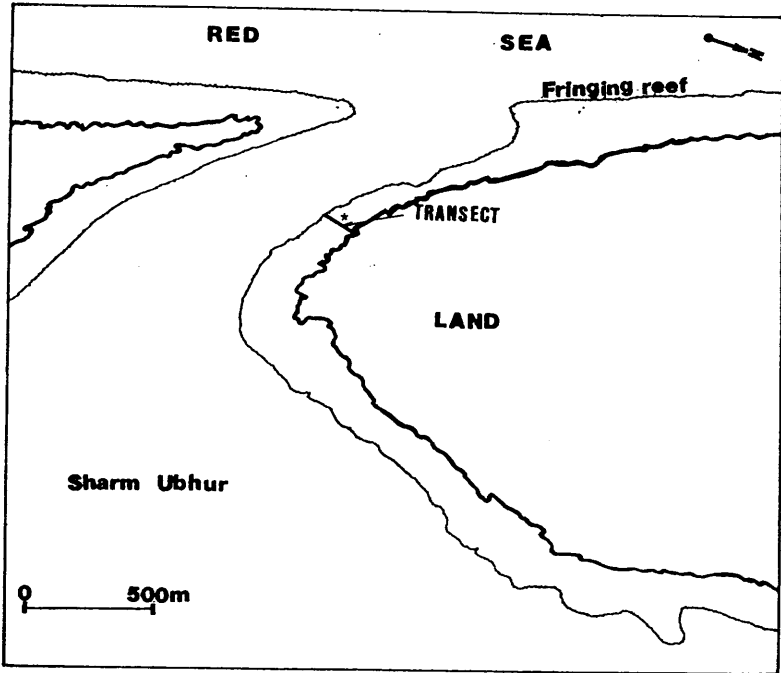 RED SEA
N
Fringing reef
* TRANSECT
LAND
Sharm Ubhur
0 500m